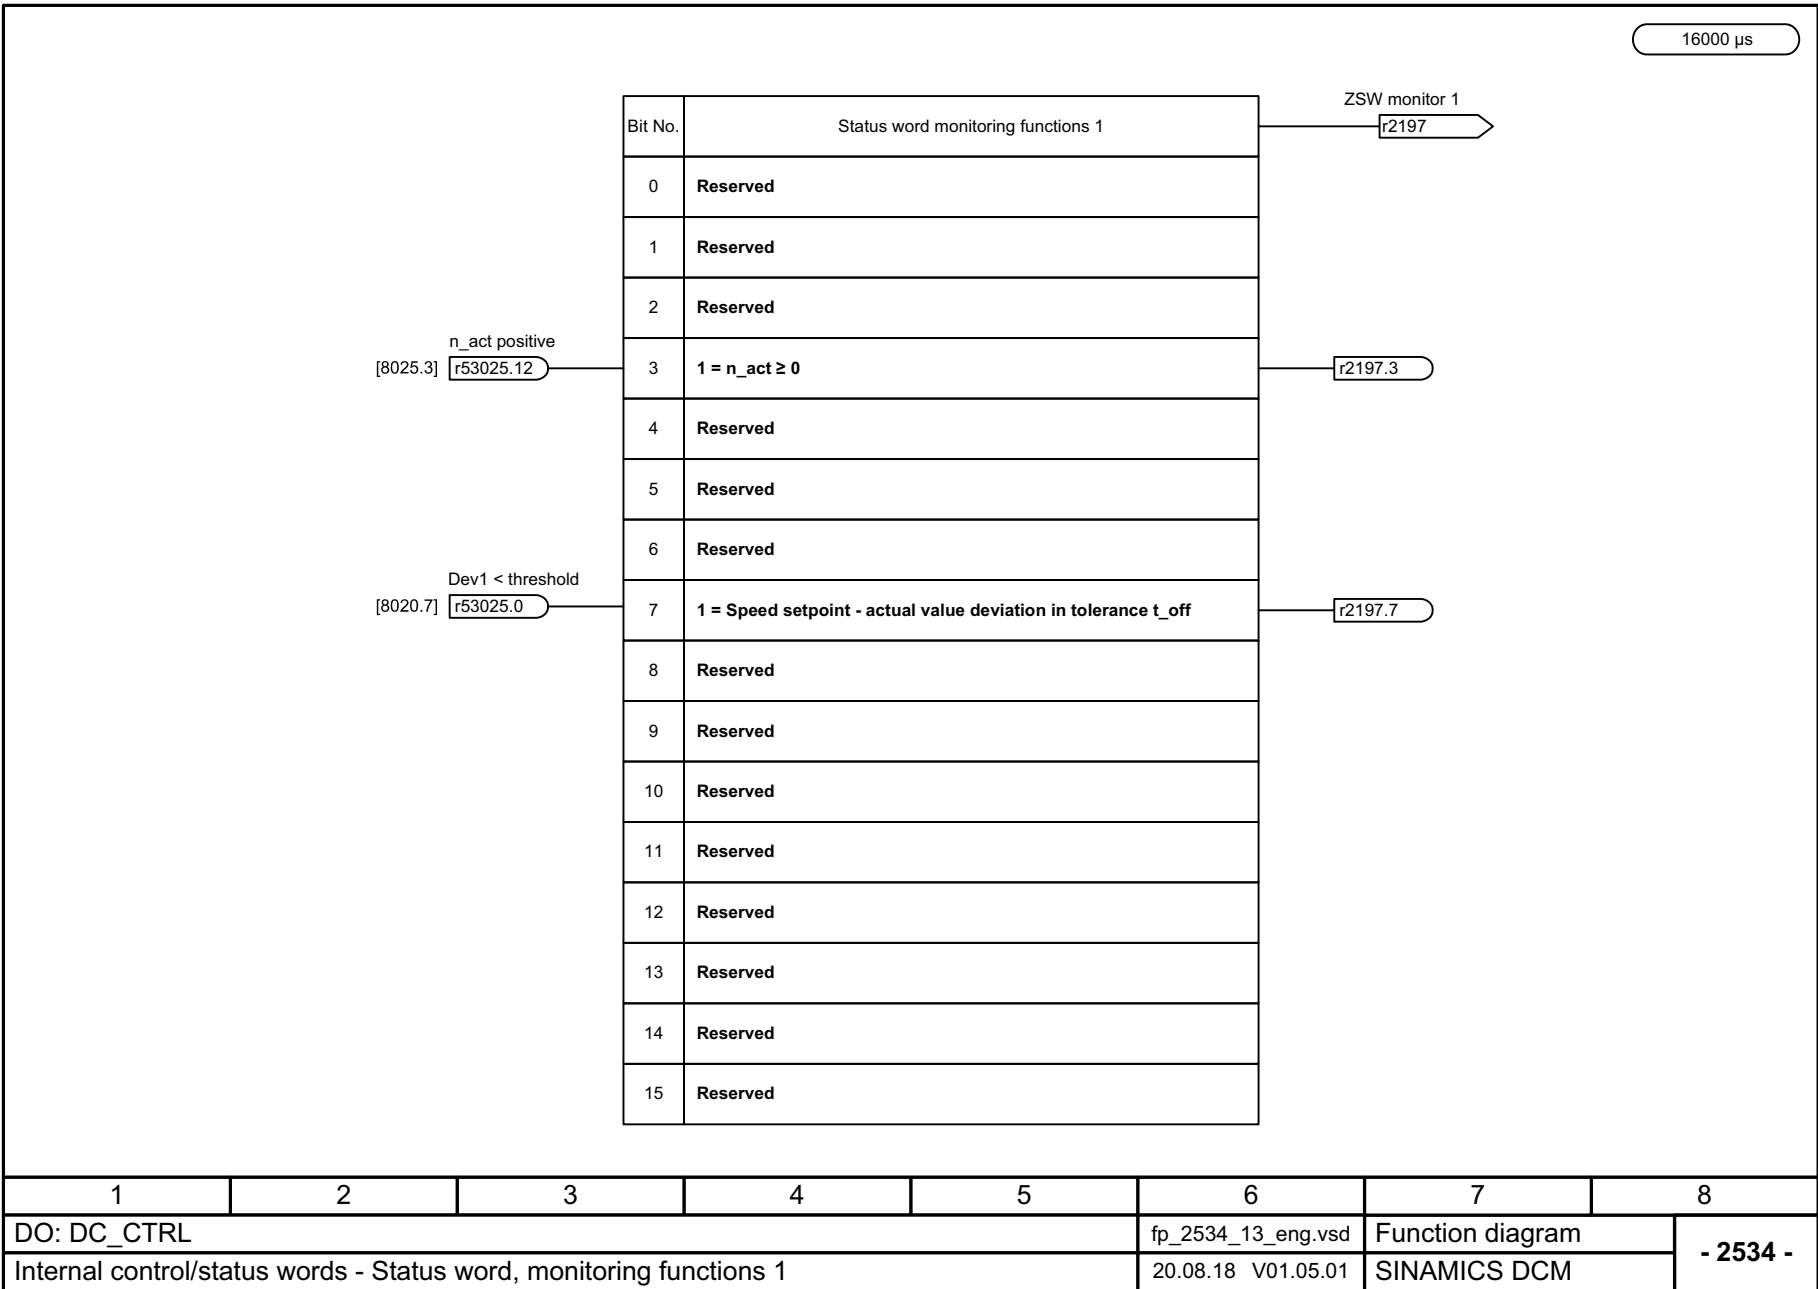 16000 µs
ZSW monitor 1
Bit No. Status word monitoring functions 1 r2197
0 Reserved
1 Reserved
2 Reserved
n_act positive
[8025.3] r53025.12 3 1 = n_act ≥ 0 r2197.3
4 Reserved
5 Reserved
6 Reserved
Dev1 < threshold
[8020.7] r53025.0 7 1 = Speed setpoint - actual value deviation in tolerance t_off r2197.7
8 Reserved
9 Reserved
10 Reserved
11 Reserved
12 Reserved
13 Reserved
14 Reserved
15 Reserved
1 2 3 4 5 6 7 8
DO: DC_CTRL fp_2534_13_eng.vsd Function diagram
- 2534 -
Internal control/status words - Status word, monitoring functions 1 20.08.18 V01.05.01 SINAMICS DCM